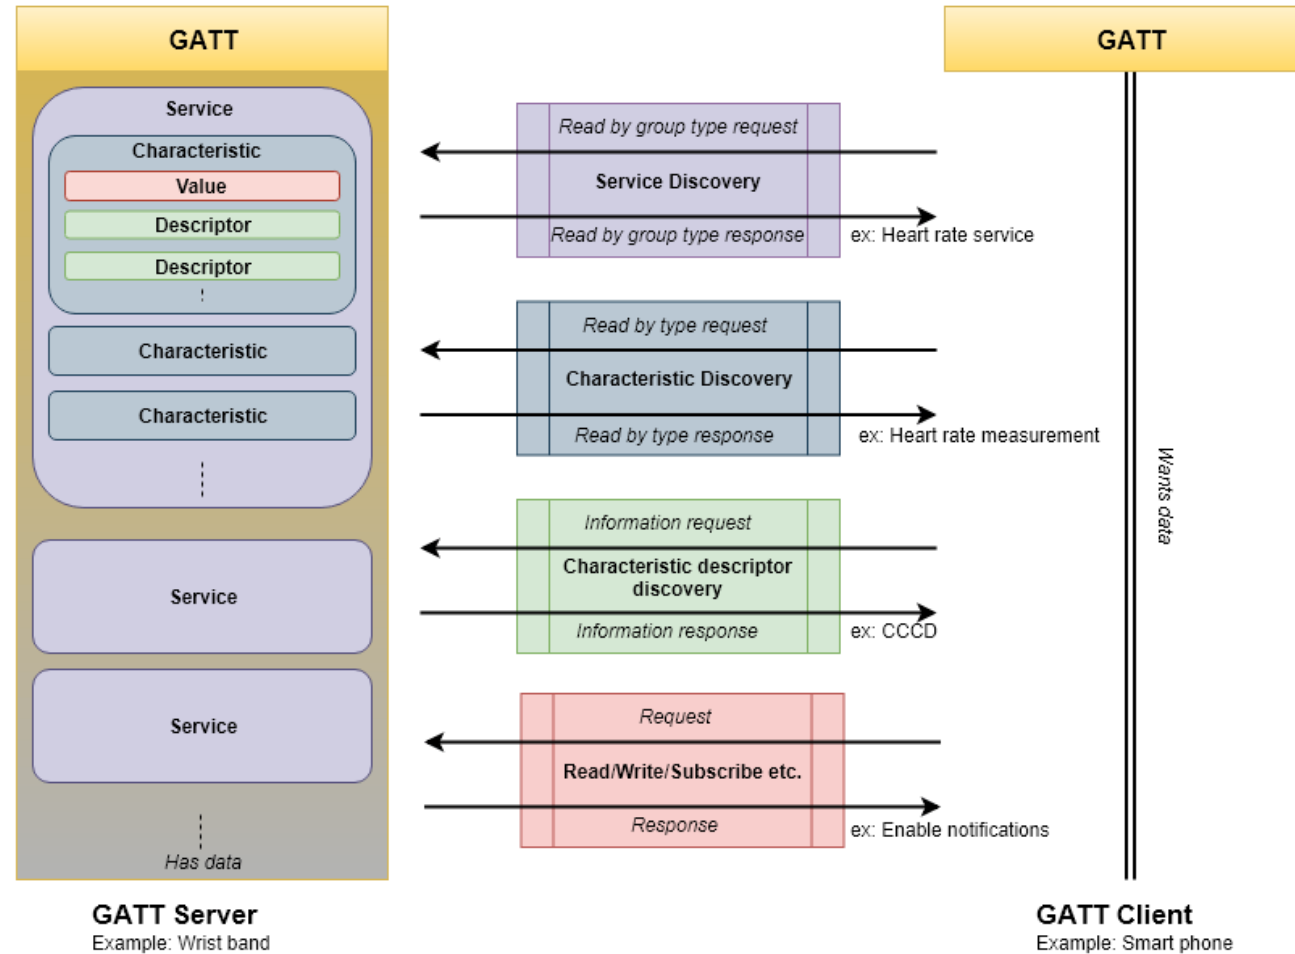 GATT
Service
Characteristic
Value
Descriptor
Descriptor
Characteristic
Characteristic
Service
Service
Has data
GATT Server
Example: Wrist band
Read by group type request
Service Discovery
Read by group type response
ex: Heart rate service
Read by type request
Characteristic Discovery
Read by type response
ex: Heart rate measurement
Information request
Characteristic descriptor
discovery
Information response
ex: CCCD
Request
Read/Write/Subscribe etc.
Response
ex: Enable notifications
GATT
Wants data
GATT Client
Example: Smart phone